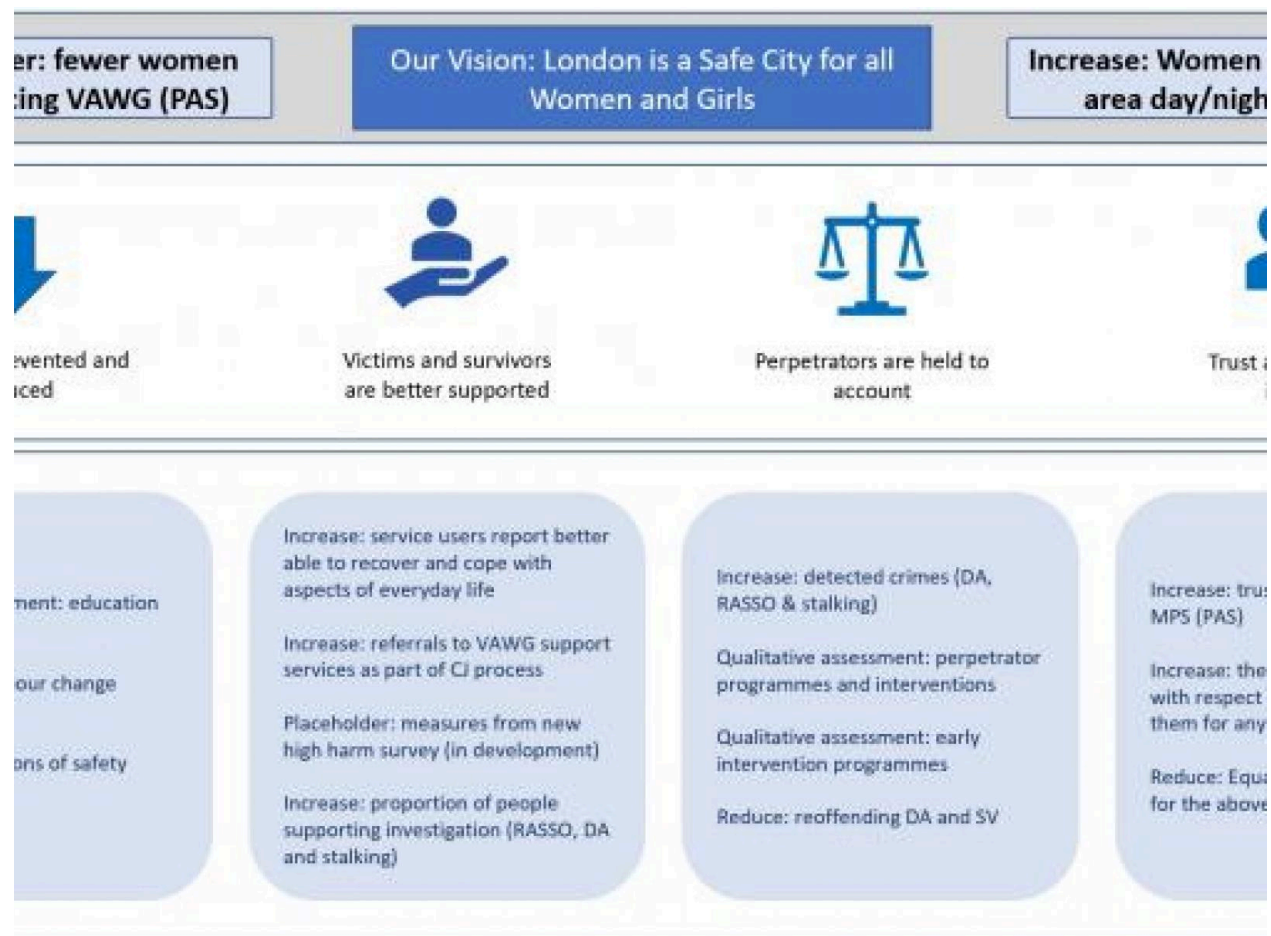 er: fewer women
cing VAWG (PAS)
Our Vision: London is a Safe City for all
Women and Girls
Increase: Women
area day/nigh
evented and
uced
Victims and survivors
are better supported
Perpetrators are held to
account
Trust a
ment: education
our change
ons of safety
Increase: service users report better
able to recover and cope with
aspects of everyday life
Increase: referrals to VAWG support
services as part of CJ process
Placeholder: measures from new
high harm survey (in development)
Increase: proportion of people
supporting investigation (RASSO, DA
and stalking)
Increase: detected crimes (DA,
RASSO & stalking)
Qualitative assessment: perpetrator
programmes and interventions
Qualitative assessment: early
intervention programmes
Reduce: reoffending DA and SV
Increase: trus
MPS (PAS)
Increase: the
with respect
them for any
Reduce: Equa
for the above